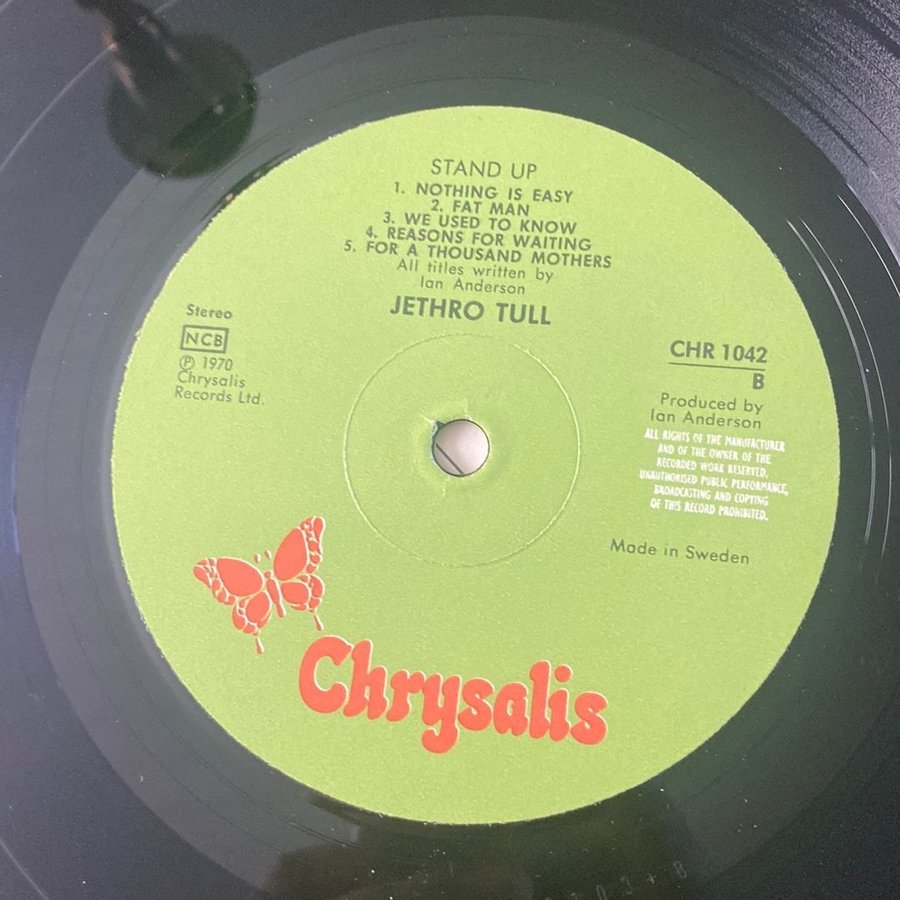 STAND UP
1. NOTHING IS EASY
2. FAT MAN
3. WE USED TO KNOW
4. REASONS FOR WAITING
5. FOR A THOUSAND MOTHERS
All titles written by
Ian Anderson
JETHRO TULL
Stereo
NCB
℗ 1970
Chrysalis
Records Ltd.
CHR 1042
B
Produced by
Ian Anderson
ALL RIGHTS OF THE MANUFACTURER
AND OF THE OWNER OF THE
RECORDED WORK RESERVED.
UNAUTHORISED PUBLIC PERFORMANCE,
BROADCASTING AND COPYING
OF THIS RECORD PROHIBITED.
Made in Sweden
Chrysalis